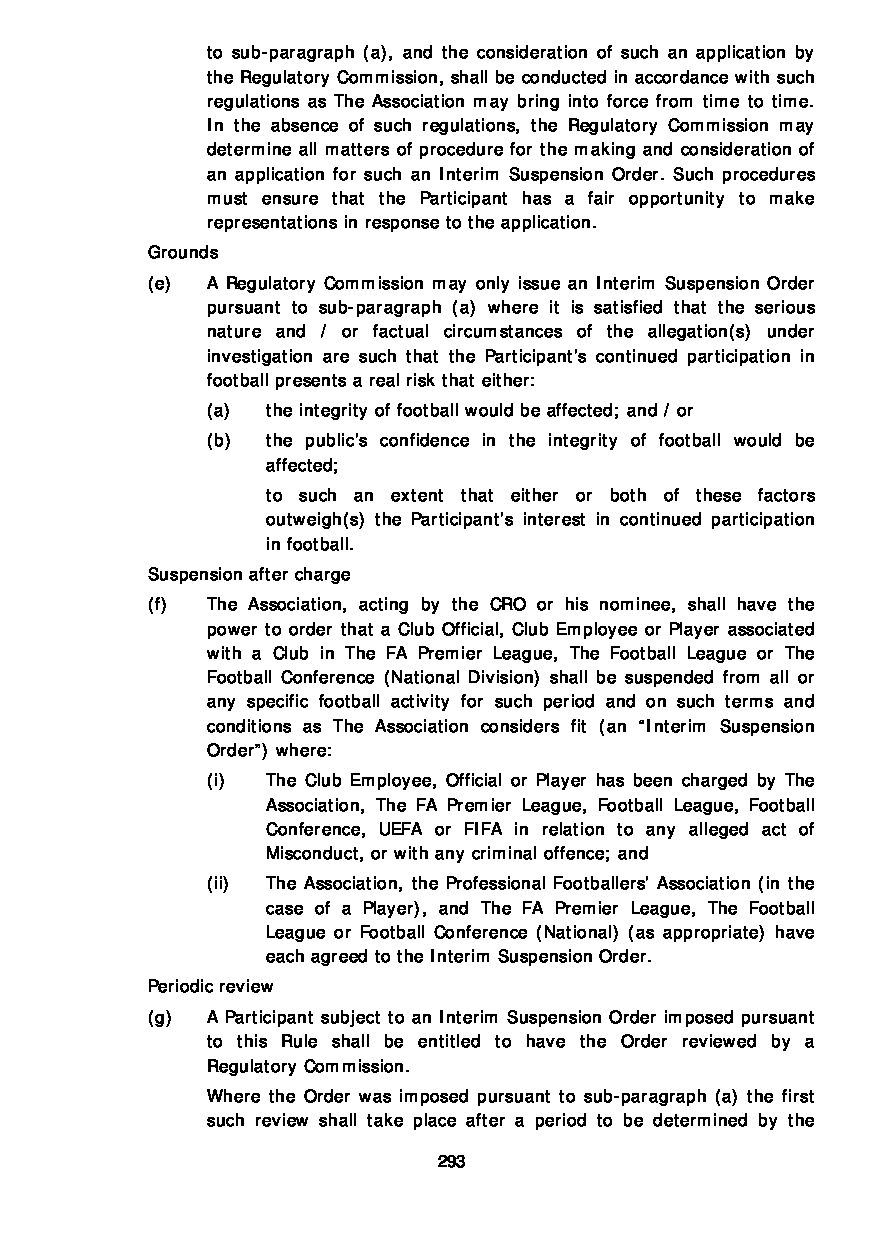 to sub-paragraph (a), and the consideration of such an application by
the Regulatory Commission, shall be conducted in accordance with such
regulations as The Association may bring into force from time to time.
In the absence of such regulations, the Regulatory Commission may
determine all matters of procedure for the making and consideration of
an application for such an Interim Suspension Order. Such procedures
must ensure that the Participant has a fair opportunity to make
representations in response to the application.
Grounds
(e) A Regulatory Commission may only issue an Interim Suspension Order
pursuant to sub-paragraph (a) where it is satisfied that the serious
nature and / or factual circumstances of the allegation(s) under
investigation are such that the Participant's continued participation in
football presents a real risk that either:
(a) the integrity of football would be affected; and / or
(b) the public's confidence in the integrity of football would be
affected;
to such an extent that either or both of these factors
outweigh(s) the Participant's interest in continued participation
in football.
Suspension after charge
(f) The Association, acting by the CRO or his nominee, shall have the
power to order that a Club Official, Club Employee or Player associated
with a Club in The FA Premier League, The Football League or The
Football Conference (National Division) shall be suspended from all or
any specific football activity for such period and on such terms and
conditions as The Association considers fit (an “Interim Suspension
Order”) where:
(i) The Club Employee, Official or Player has been charged by The
Association, The FA Premier League, Football League, Football
Conference, UEFA or FIFA in relation to any alleged act of
Misconduct, or with any criminal offence; and
(ii) The Association, the Professional Footballers' Association (in the
case of a Player), and The FA Premier League, The Football
League or Football Conference (National) (as appropriate) have
each agreed to the Interim Suspension Order.
Periodic review
(g) A Participant subject to an Interim Suspension Order imposed pursuant
to this Rule shall be entitled to have the Order reviewed by a
Regulatory Commission.
Where the Order was imposed pursuant to sub-paragraph (a) the first
such review shall take place after a period to be determined by the
293